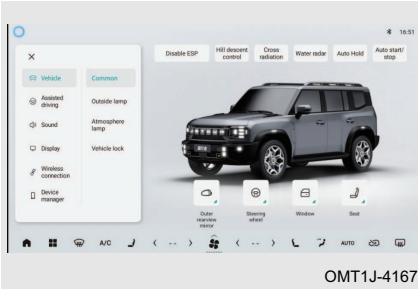 16:51
Disable ESP
Hill descent
control
Cross
radiation
Water radar
Auto Hold
Auto start/
stop
Vehicle
Assisted
driving
Sound
Display
Wireless
connection
Device
manager
Common
Outside lamp
Atmosphere
lamp
Vehicle lock
Outer
rearview
mirror
Steering
wheel
Window
Seat
A/C
--
--
AUTO
OMT1J-4167